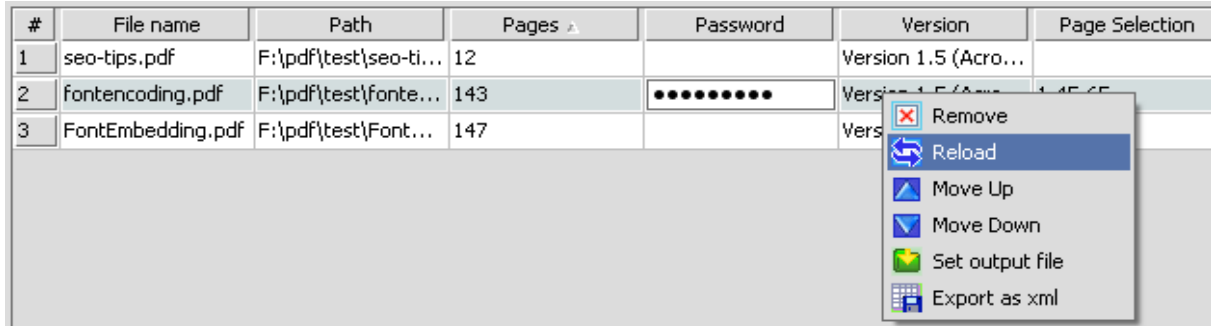 # File name Path Pages Password Version Page Selection
1 seo-tips.pdf F:\pdf\test\seo-ti... 12 Version 1.5 (Acro...
2 fontencoding.pdf F:\pdf\test\fonte... 143 ●●●●●●●●●
3 FontEmbedding.pdf F:\pdf\test\Font... 147
Remove
Reload
Move Up
Move Down
Set output file
Export as xml